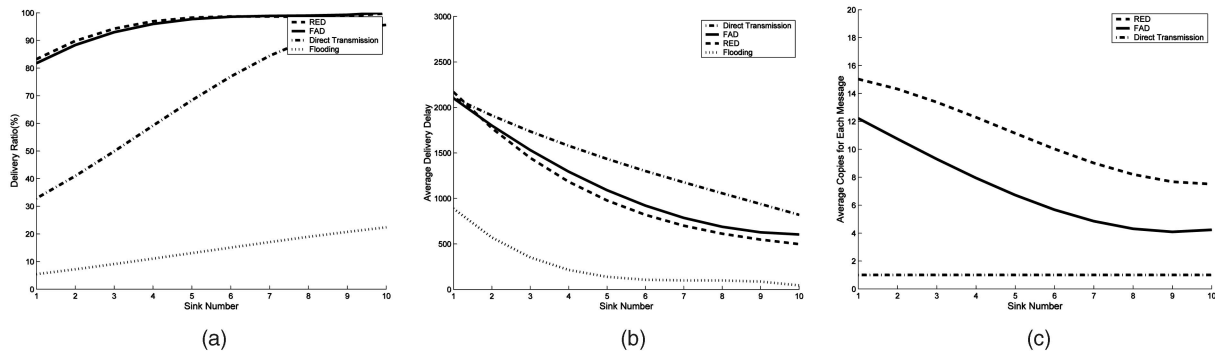 100
90
80
70
60
50
40
30
20
10
0
Delivery Ratio(%)
1 2 3 4 5 6 7 8 9 10
Sink Number
RED
FAD
Direct Transmission
Flooding
(a)
3000
2500
2000
1500
1000
500
0
Average Delivery Delay
1 2 3 4 5 6 7 8 9 10
Sink Number
Direct Transmission
FAD
RED
Flooding
(b)
20
18
16
14
12
10
8
6
4
2
0
Average Copies for Each Message
1 2 3 4 5 6 7 8 9 10
Sink Number
RED
FAD
Direct Transmission
(c)